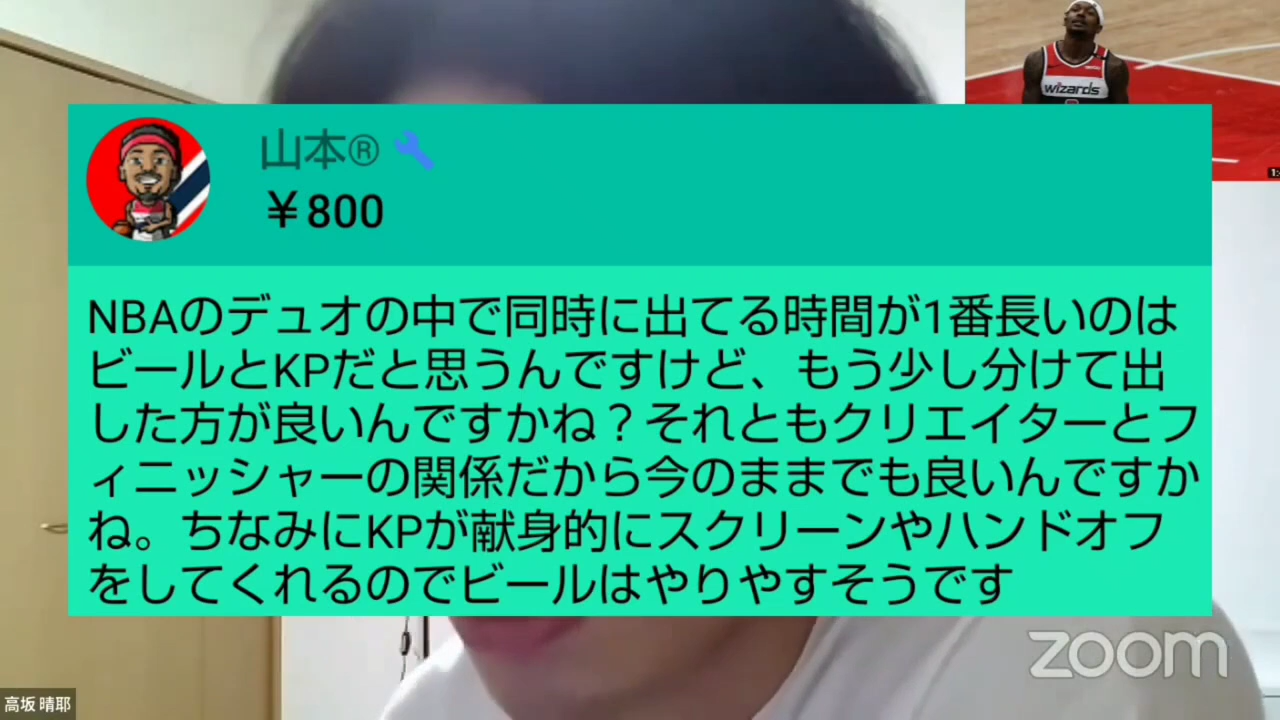 wizards
山本®
￥800
NBAのデュオの中で同時に出てる時間が1番長いのは
ビールとKPだと思うんですけど、もう少し分けて出
した方が良いんですかね？それともクリエイターとフ
ィニッシャーの関係だから今のままでも良いんですか
ね。ちなみにKPが献身的にスクリーンやハンドオフ
をしてくれるのでビールはやりやすそうです
zoom
高坂 晴耶